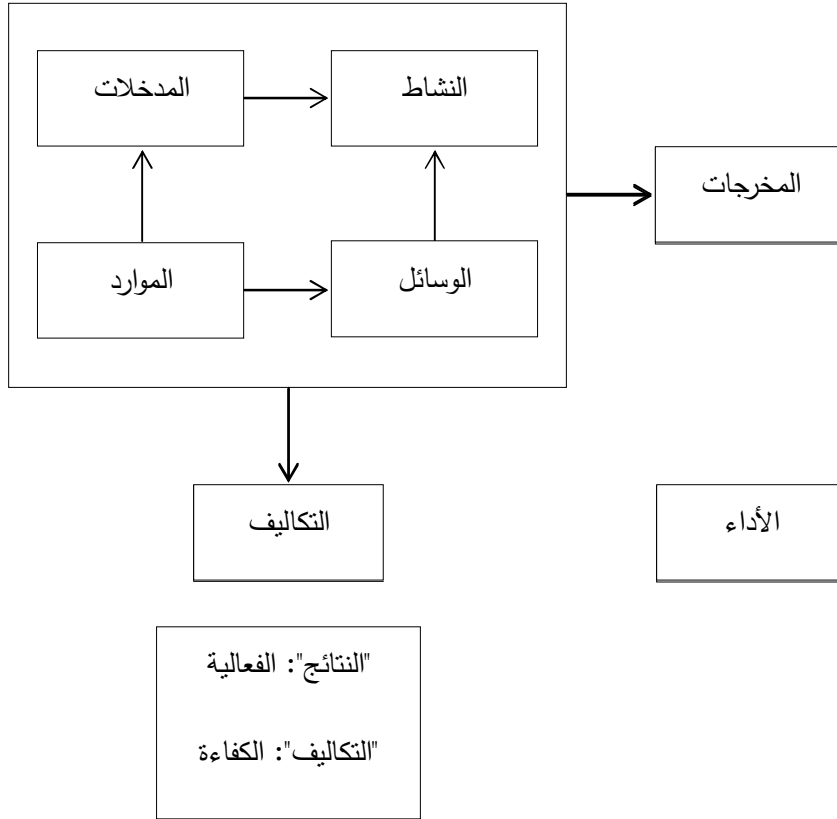 المدخلات
النشاط
المخرجات
الموارد
الوسائل
التكاليف
الأداء
"النتائج": الفعالية
"التكاليف": الكفاءة